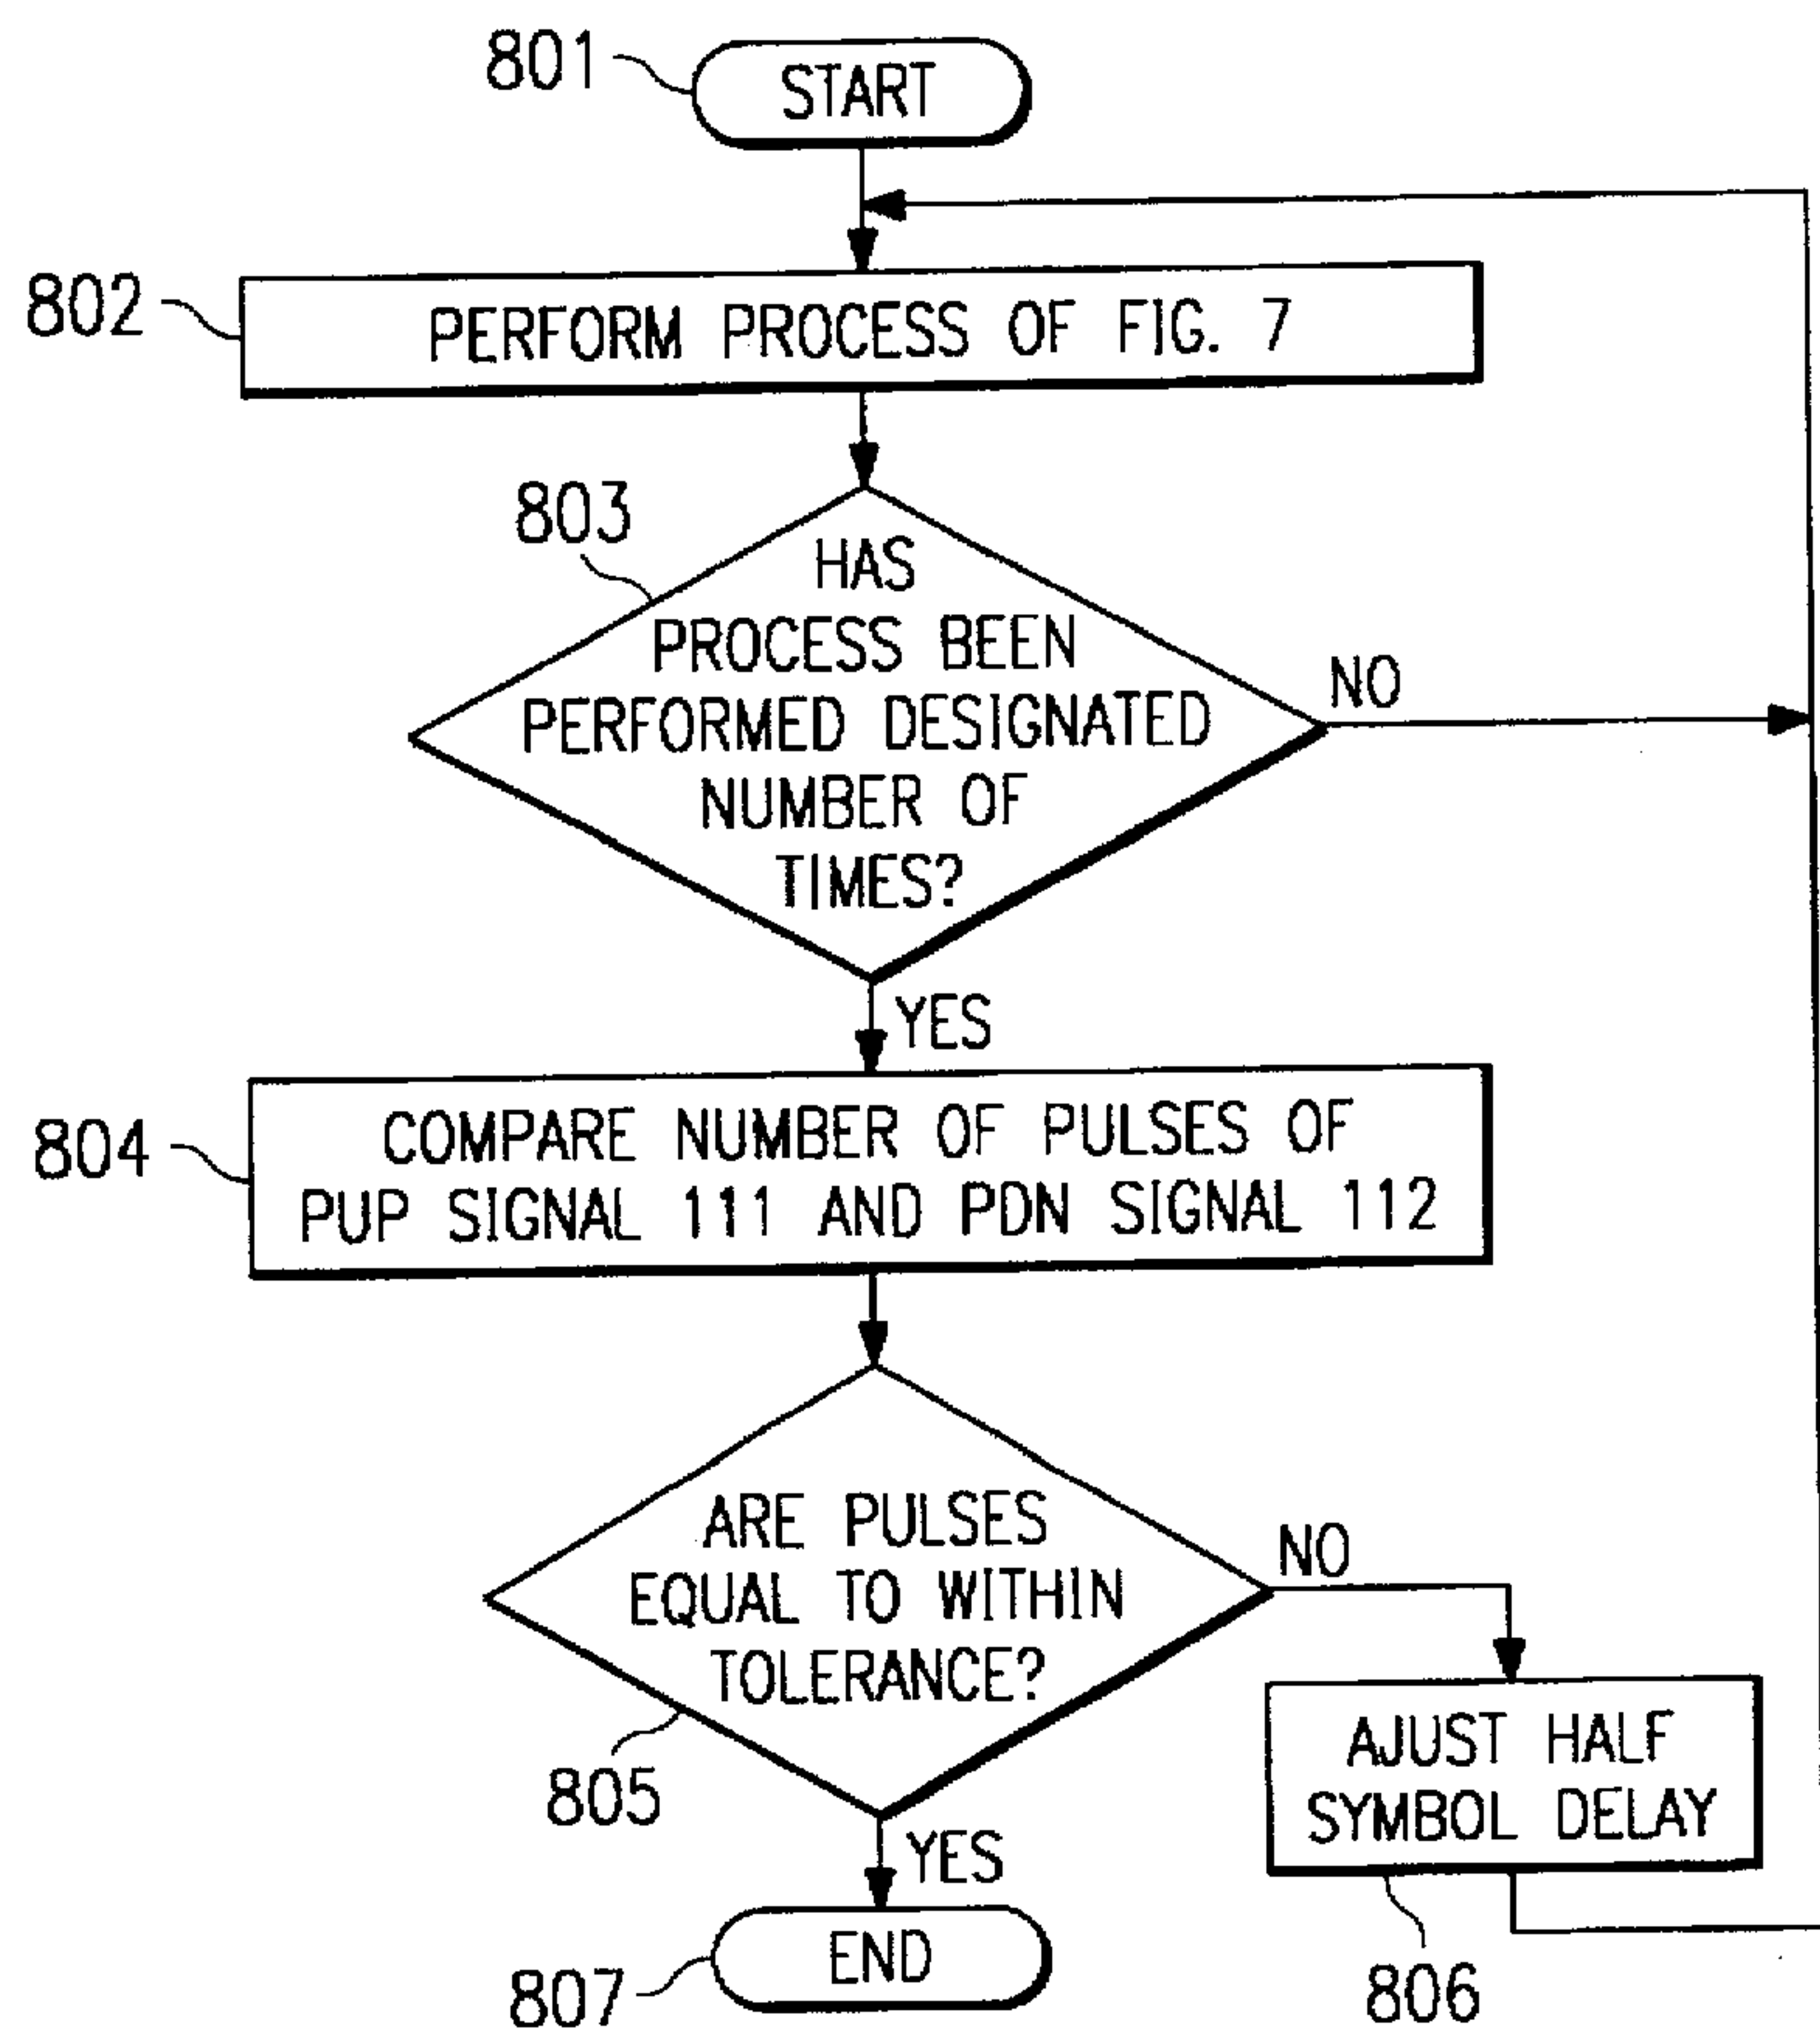 801
START
802
PERFORM PROCESS OF FIG. 7
803
HAS
PROCESS BEEN
PERFORMED DESIGNATED
NUMBER OF
TIMES?
NO
YES
804
COMPARE NUMBER OF PULSES OF
PUP SIGNAL 111 AND PDN SIGNAL 112
ARE PULSES
EQUAL TO WITHIN
TOLERANCE?
NO
805
AJUST HALF
SYMBOL DELAY
806
YES
END
807